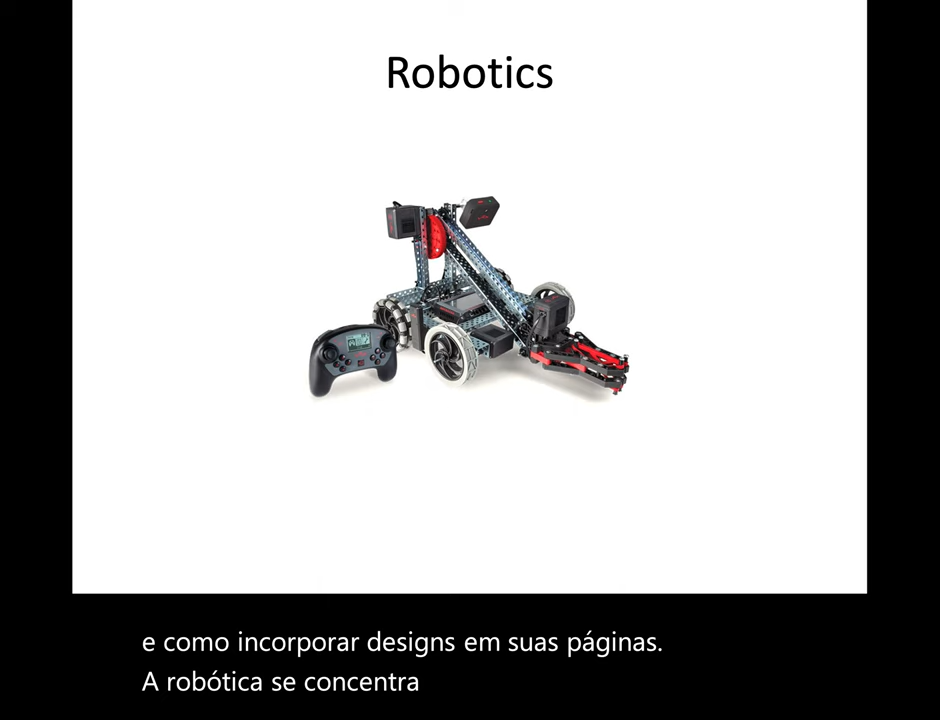 Robotics
e como incorporar designs em suas páginas.
A robótica se concentra